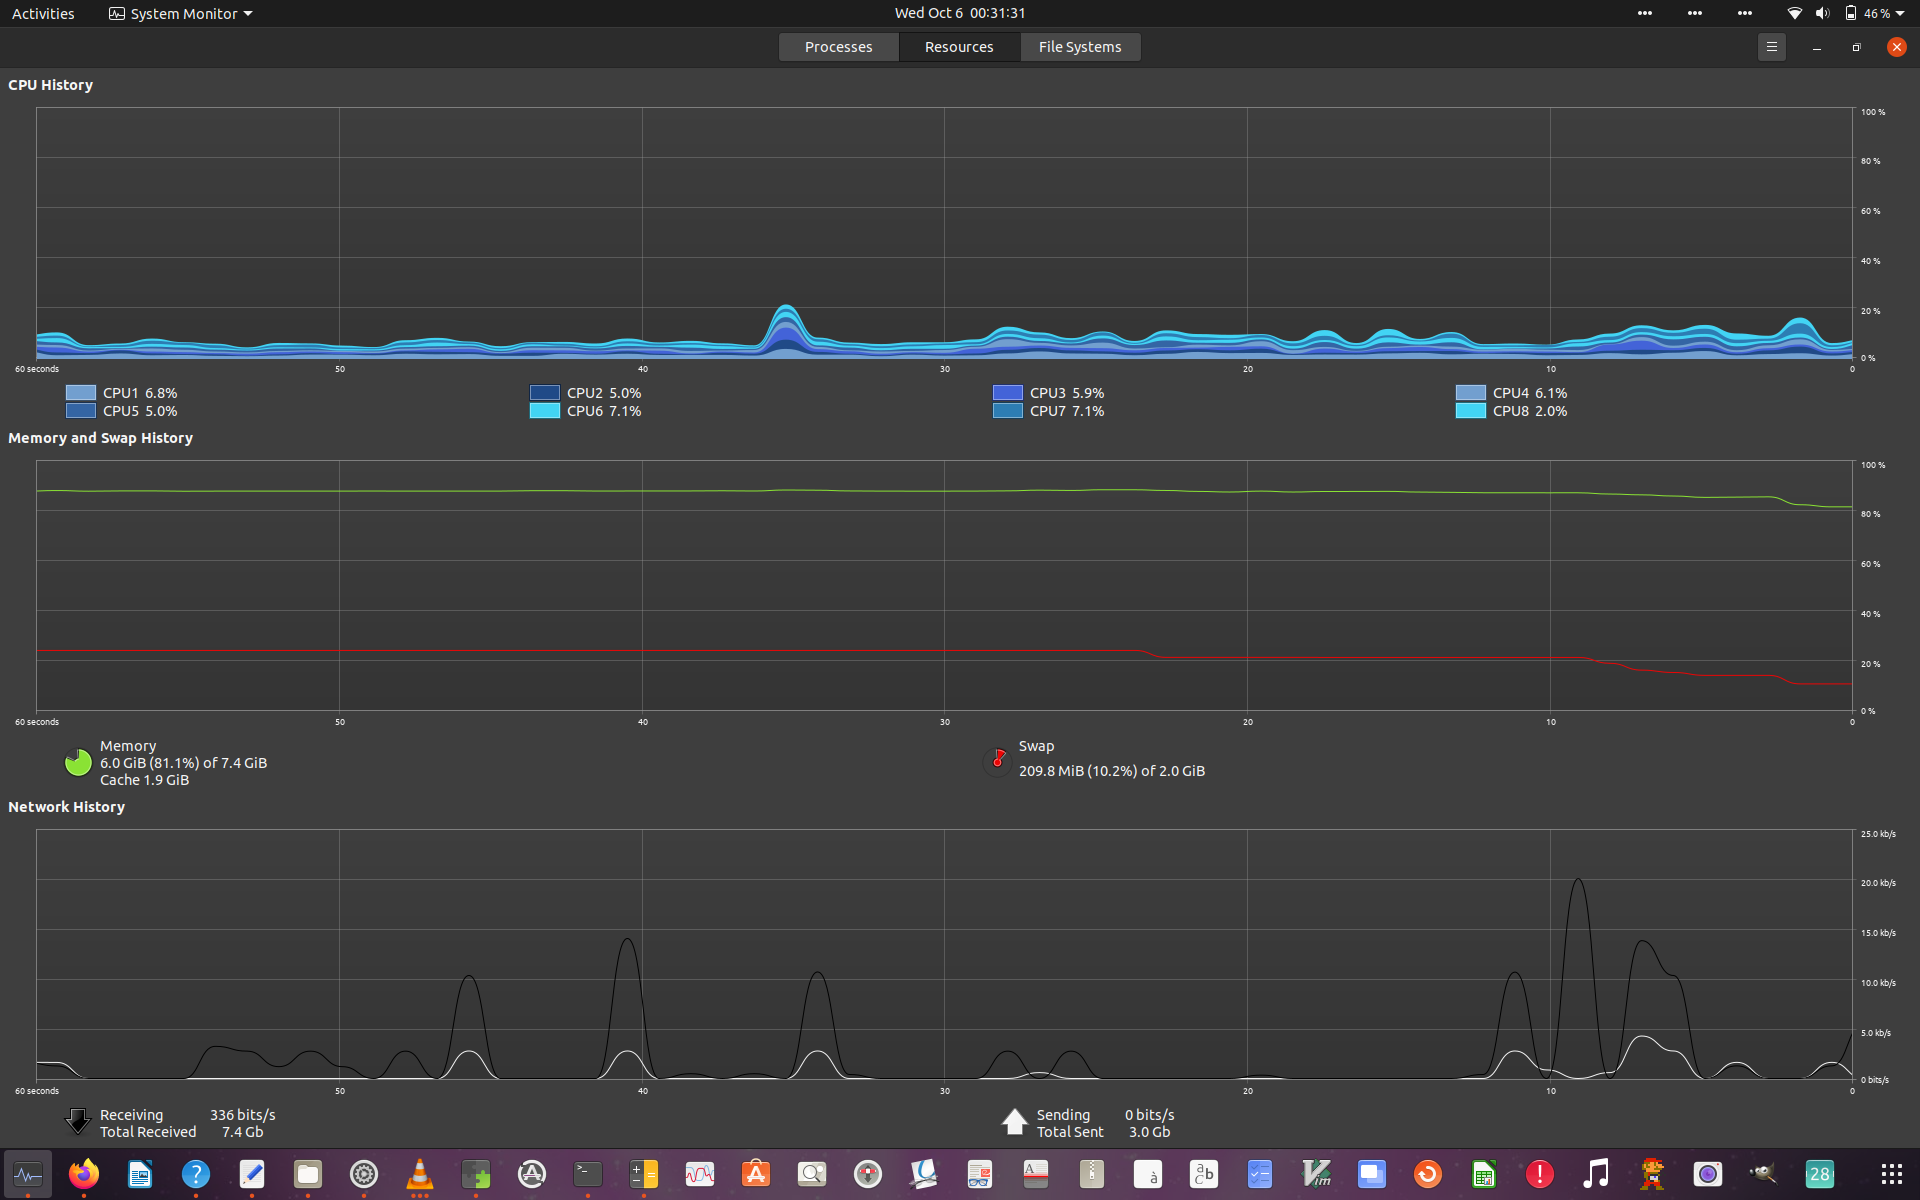 Activities System Monitor Wed Oct 6 00:31:31 46 %
Processes Resources File Systems
CPU History
100 %
80 %
60 %
40 %
20 %
0 %
60 seconds 50 40 30 20 10 0
CPU1 6.8% CPU2 5.0% CPU3 5.9% CPU4 6.1%
CPU5 5.0% CPU6 7.1% CPU7 7.1% CPU8 2.0%
Memory and Swap History
100 %
80 %
60 %
40 %
20 %
0 %
60 seconds 50 40 30 20 10 0
Memory
6.0 GiB (81.1%) of 7.4 GiB
Cache 1.9 GiB
Swap
209.8 MiB (10.2%) of 2.0 GiB
Network History
25.0 kb/s
20.0 kb/s
15.0 kb/s
10.0 kb/s
5.0 kb/s
0 bits/s
60 seconds 50 40 30 20 10 0
Receiving 336 bits/s
Total Received 7.4 Gb
Sending 0 bits/s
Total Sent 3.0 Gb
28